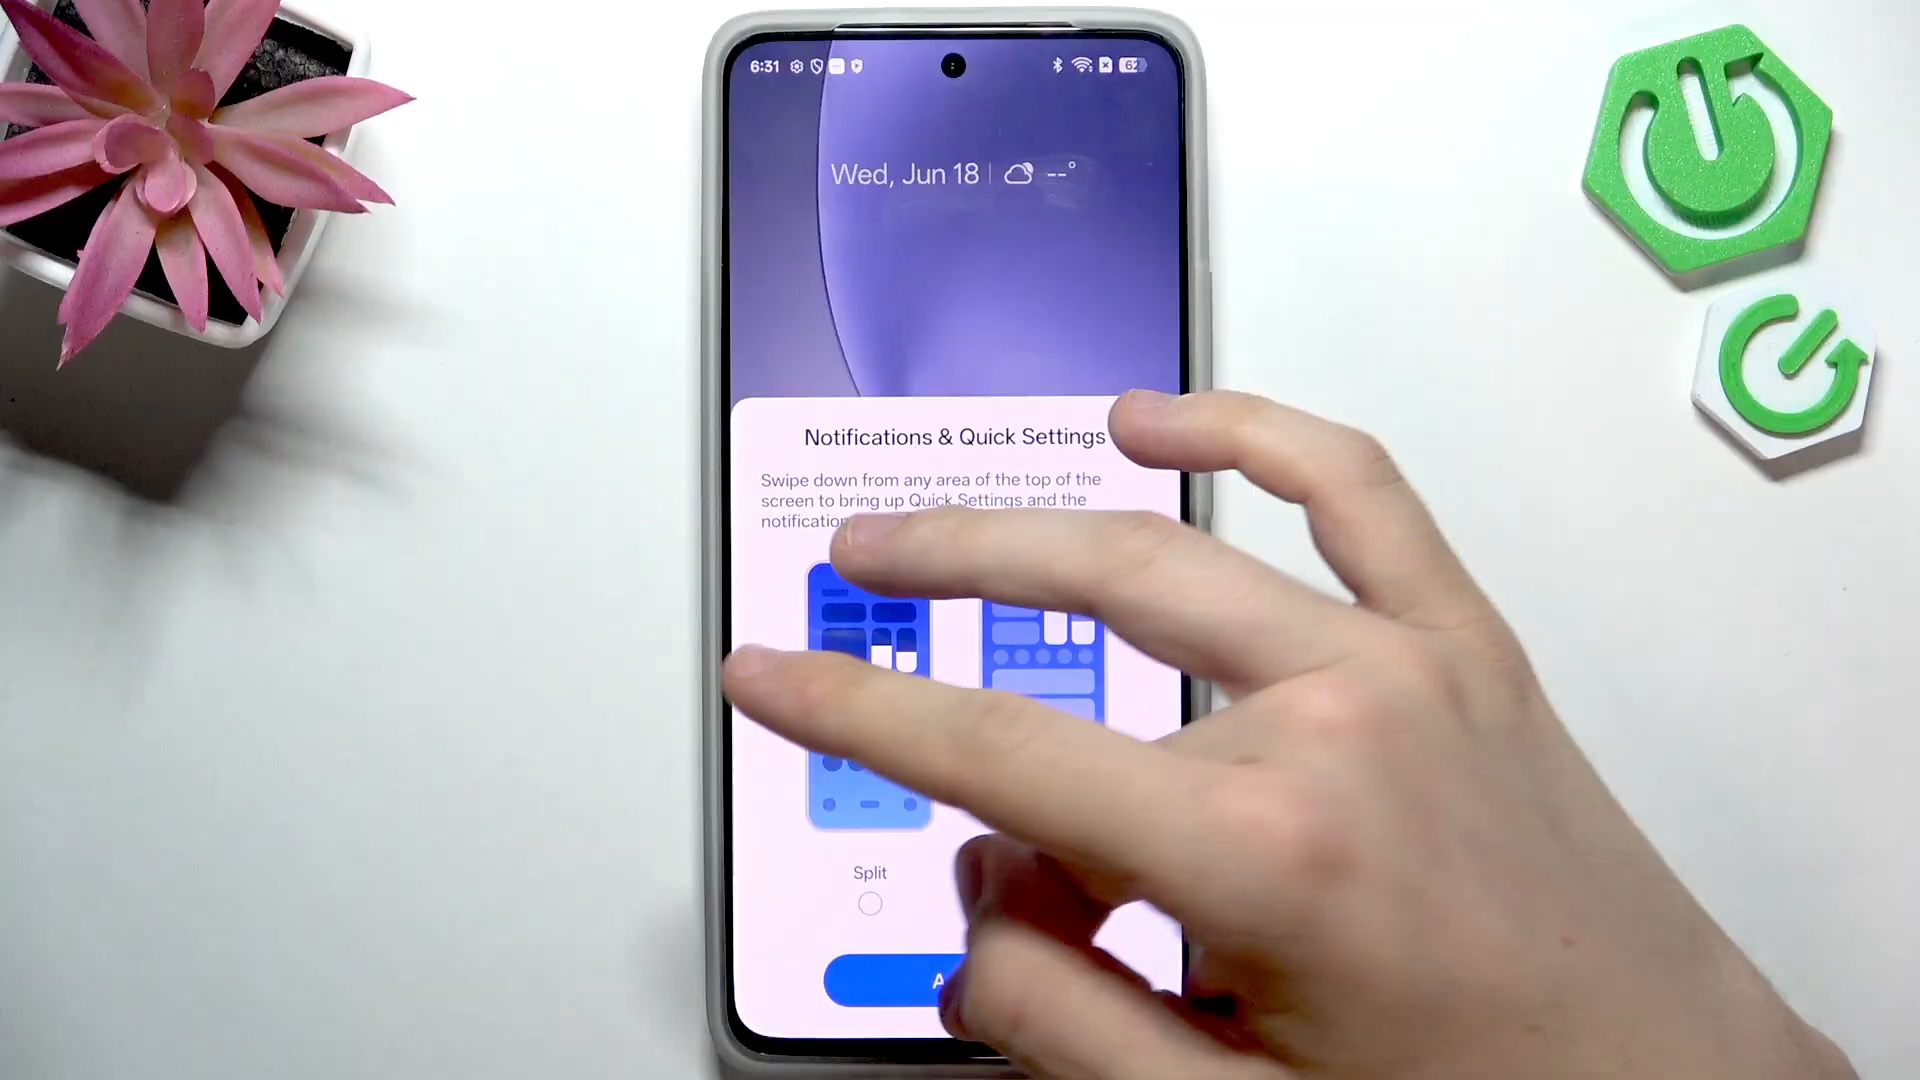 6:31 62
Wed, Jun 18 --°
Notifications & Quick Settings
Swipe down from any area of the top of the
screen to bring up Quick Settings and the
Split